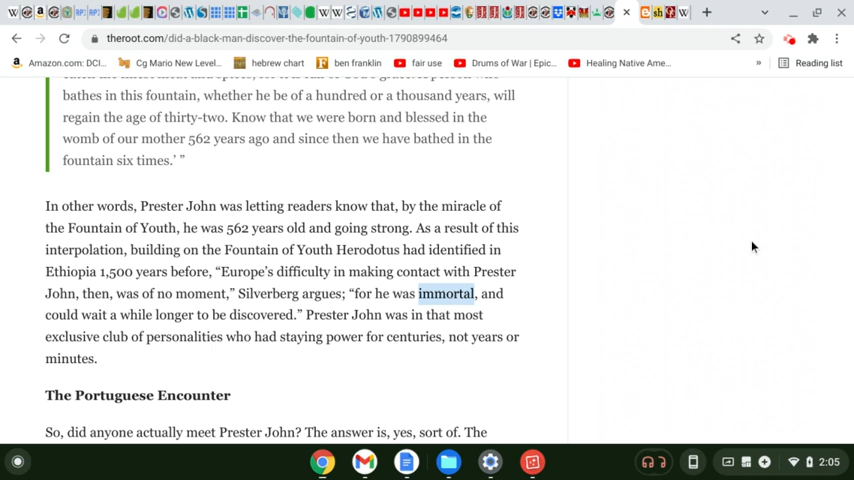 theroot.com/did-a-black-man-discover-the-fountain-of-youth-1790899464
Amazon.com: DCI... Cg Mario New Level... hebrew chart ben franklin fair use Drums of War | Epic... Healing Native Ame... » Reading list
bathes in this fountain, whether he be of a hundred or a thousand years, will
regain the age of thirty-two. Know that we were born and blessed in the
womb of our mother 562 years ago and since then we have bathed in the
fountain six times.’ ”
In other words, Prester John was letting readers know that, by the miracle of
the Fountain of Youth, he was 562 years old and going strong. As a result of this
interpolation, building on the Fountain of Youth Herodotus had identified in
Ethiopia 1,500 years before, “Europe’s difficulty in making contact with Prester
John, then, was of no moment,” Silverberg argues; “for he was immortal, and
could wait a while longer to be discovered.” Prester John was in that most
exclusive club of personalities who had staying power for centuries, not years or
minutes.
The Portuguese Encounter
So, did anyone actually meet Prester John? The answer is, yes, sort of. The
2:05